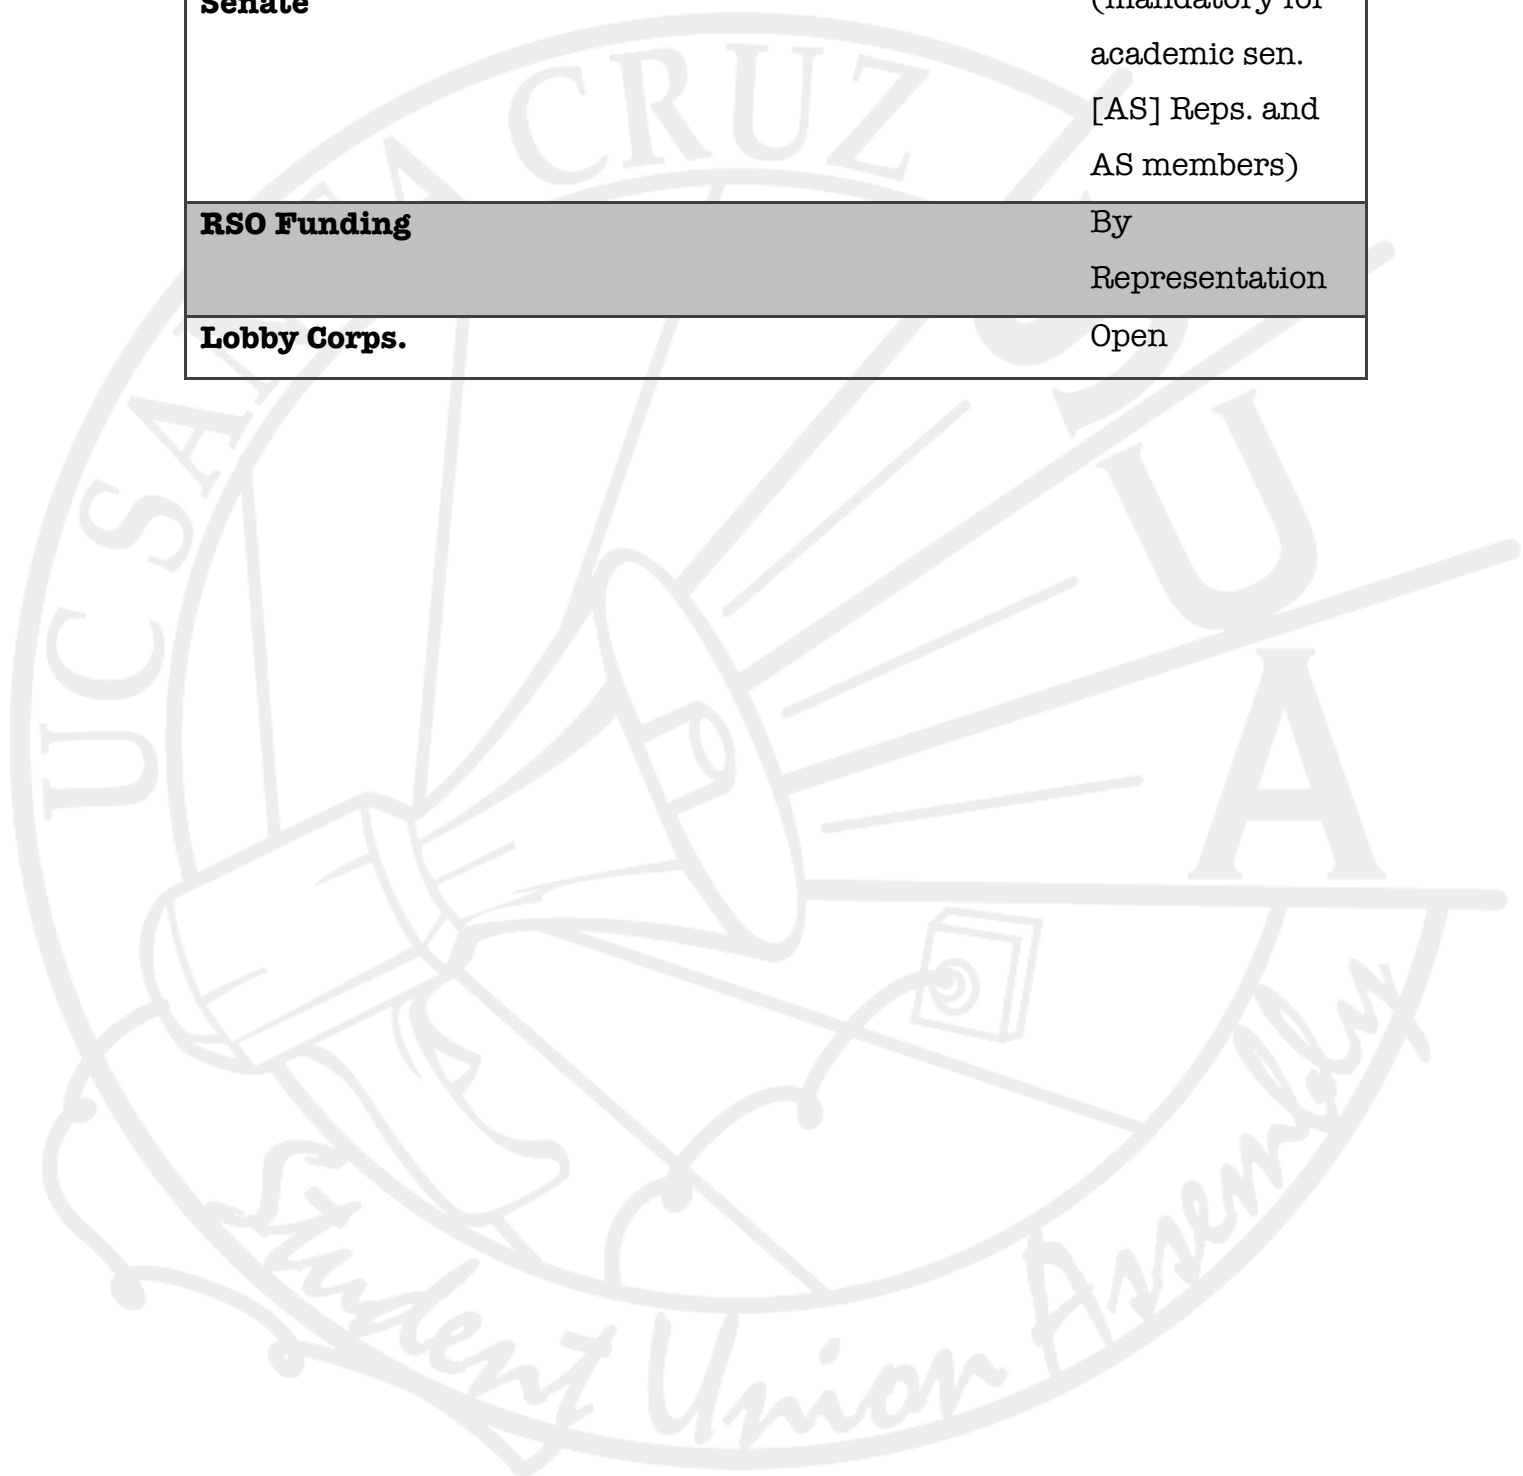 Senate
(mandatory for
academic sen.
[AS] Reps. and
AS members)
RSO Funding
By
Representation
Lobby Corps.
Open
UC SANTA CRUZ
S
U
A
Student Union Assembly